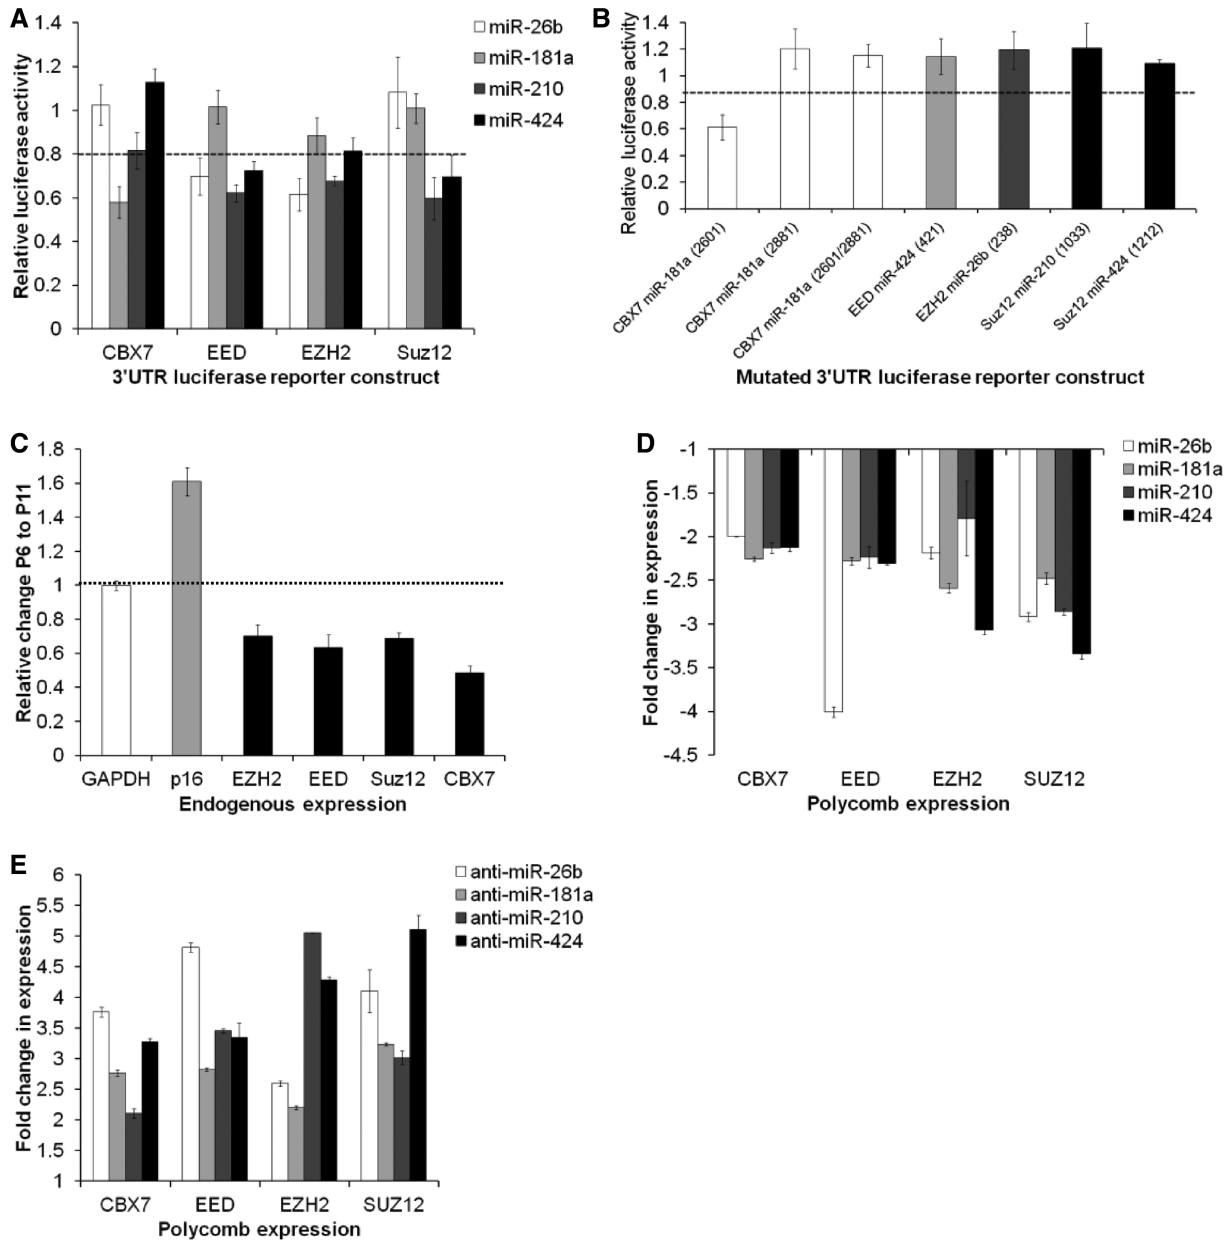 A
1.4
1.2
1
0.8
0.6
0.4
0.2
0
Relative luciferase activity
miR-26b
miR-181a
miR-210
miR-424
CBX7 EED EZH2 Suz12
3'UTR luciferase reporter construct
B
1.4
1.2
1
0.8
0.6
0.4
0.2
0
Relative luciferase activity
CBX7 miR-181a (2601)
CBX7 miR-181a (2881)
CBX7 miR-181a (2601/2881)
EED miR-424 (421)
EZH2 miR-26b (238)
Suz12 miR-210 (1033)
Suz12 miR-424 (1212)
Mutated 3'UTR luciferase reporter construct
C
1.8
1.6
1.4
1.2
1
0.8
0.6
0.4
0.2
0
Relative change P6 to P11
GAPDH p16 EZH2 EED Suz12 CBX7
Endogenous expression
D
-1
-1.5
-2
-2.5
-3
-3.5
-4
-4.5
Fold change in expression
miR-26b
miR-181a
miR-210
miR-424
CBX7 EED EZH2 SUZ12
Polycomb expression
E
6
5.5
5
4.5
4
3.5
3
2.5
2
1.5
1
Fold change in expression
anti-miR-26b
anti-miR-181a
anti-miR-210
anti-miR-424
CBX7 EED EZH2 SUZ12
Polycomb expression